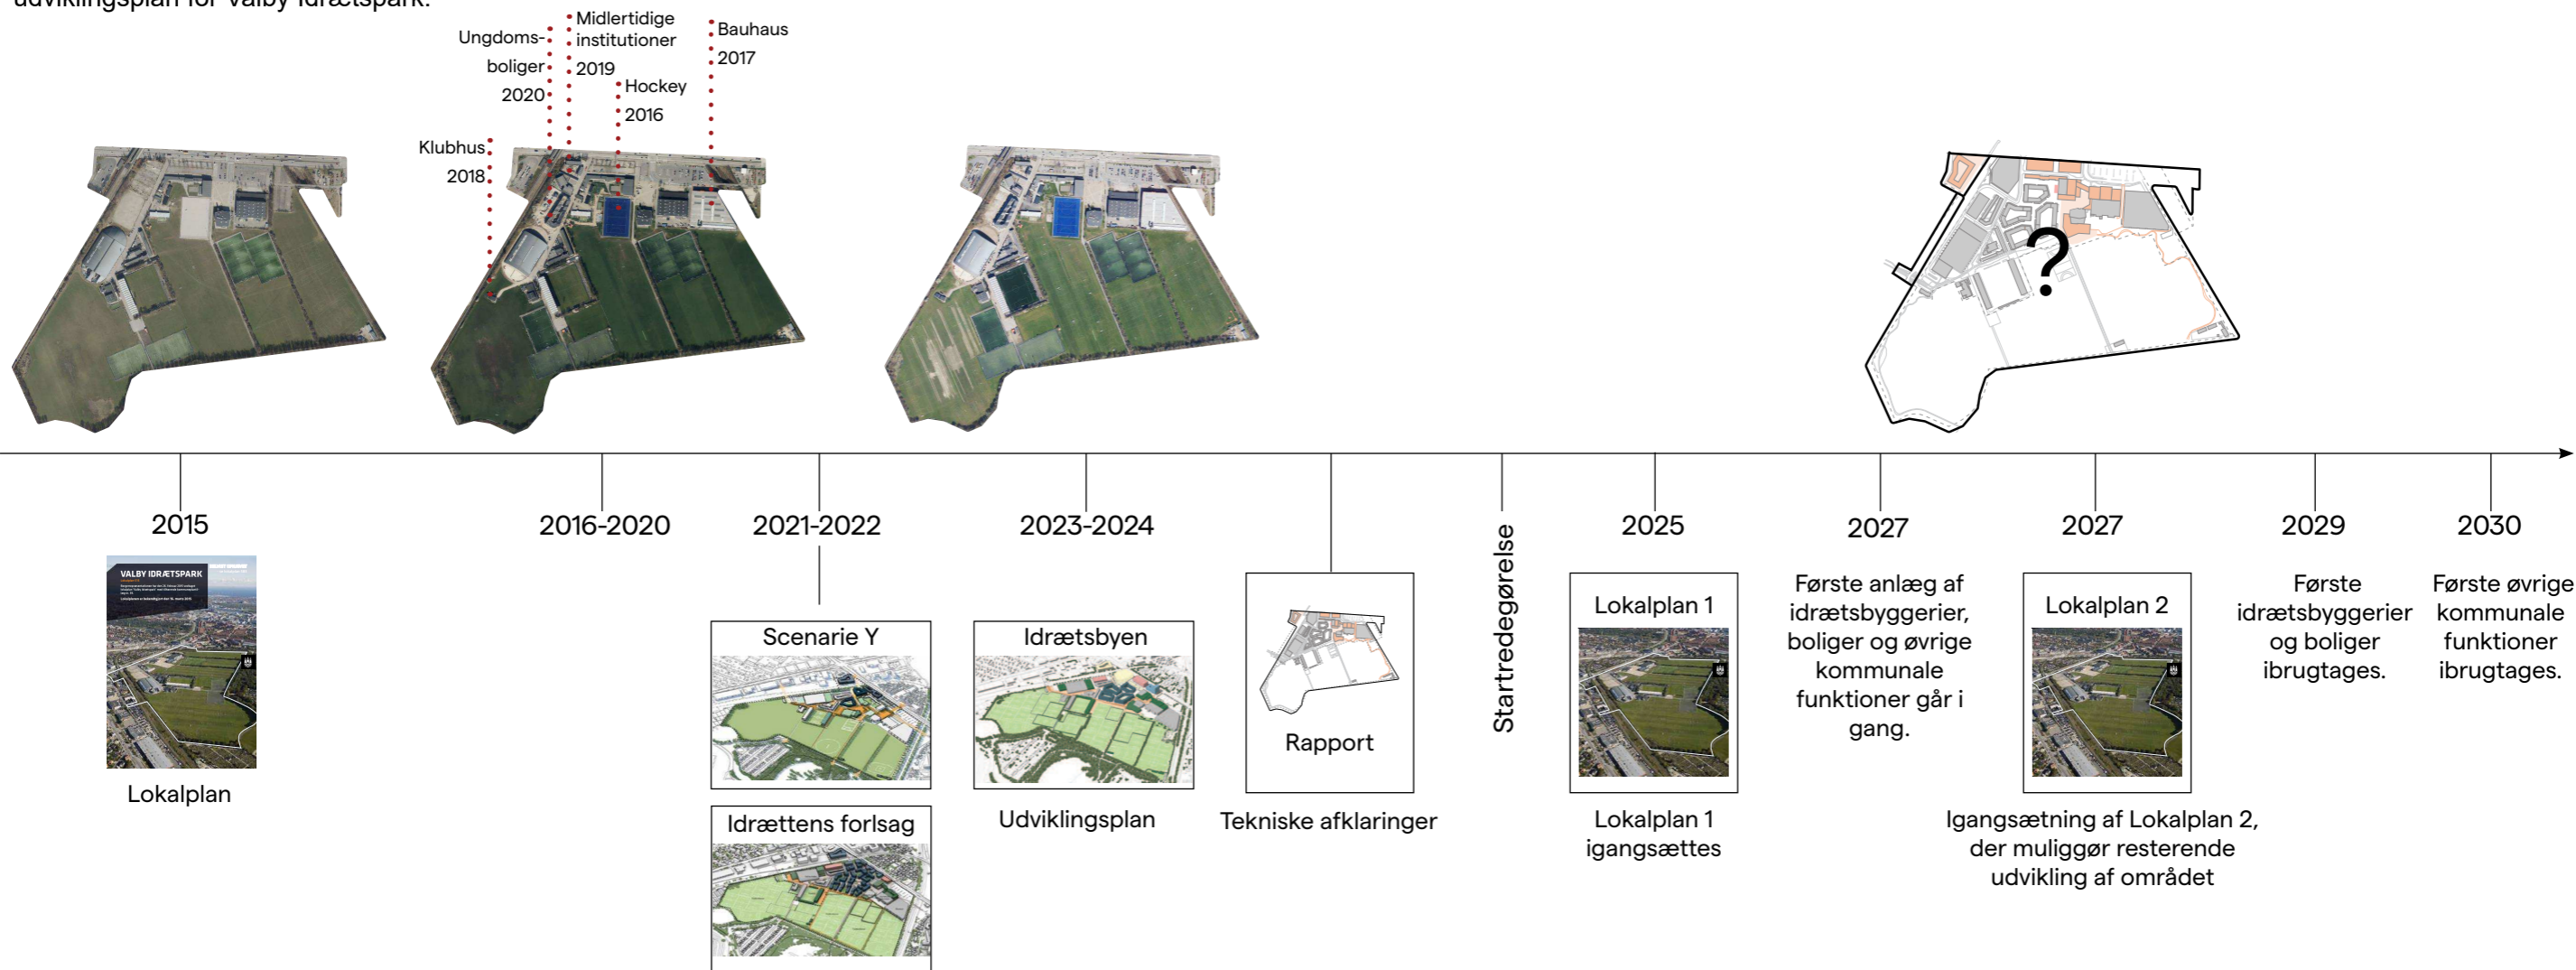 udviklingsplan for Valby Idrætspark.
Ungdoms-
boliger
2020
Midlertidige
institutioner
2019
Hockey
2016
Bauhaus
2017
Klubhus
2018
?
2015
2016-2020
2021-2022
2023-2024
Startredegørelse
2025
2027
2027
2029
2030
VALBY IDRÆTSPARK
Lokalplan
Scenarie Y
Idrættens forlsag
Idrætsbyen
Udviklingsplan
Rapport
Tekniske afklaringer
Lokalplan 1
Lokalplan 1
igangsættes
Første anlæg af
idrætsbyggerier,
boliger og øvrige
kommunale
funktioner går i
gang.
Lokalplan 2
Igangsætning af Lokalplan 2,
der muliggør resterende
udvikling af området
Første
idrætsbyggerier
og boliger
ibrugtages.
Første øvrige
kommunale
funktioner
ibrugtages.